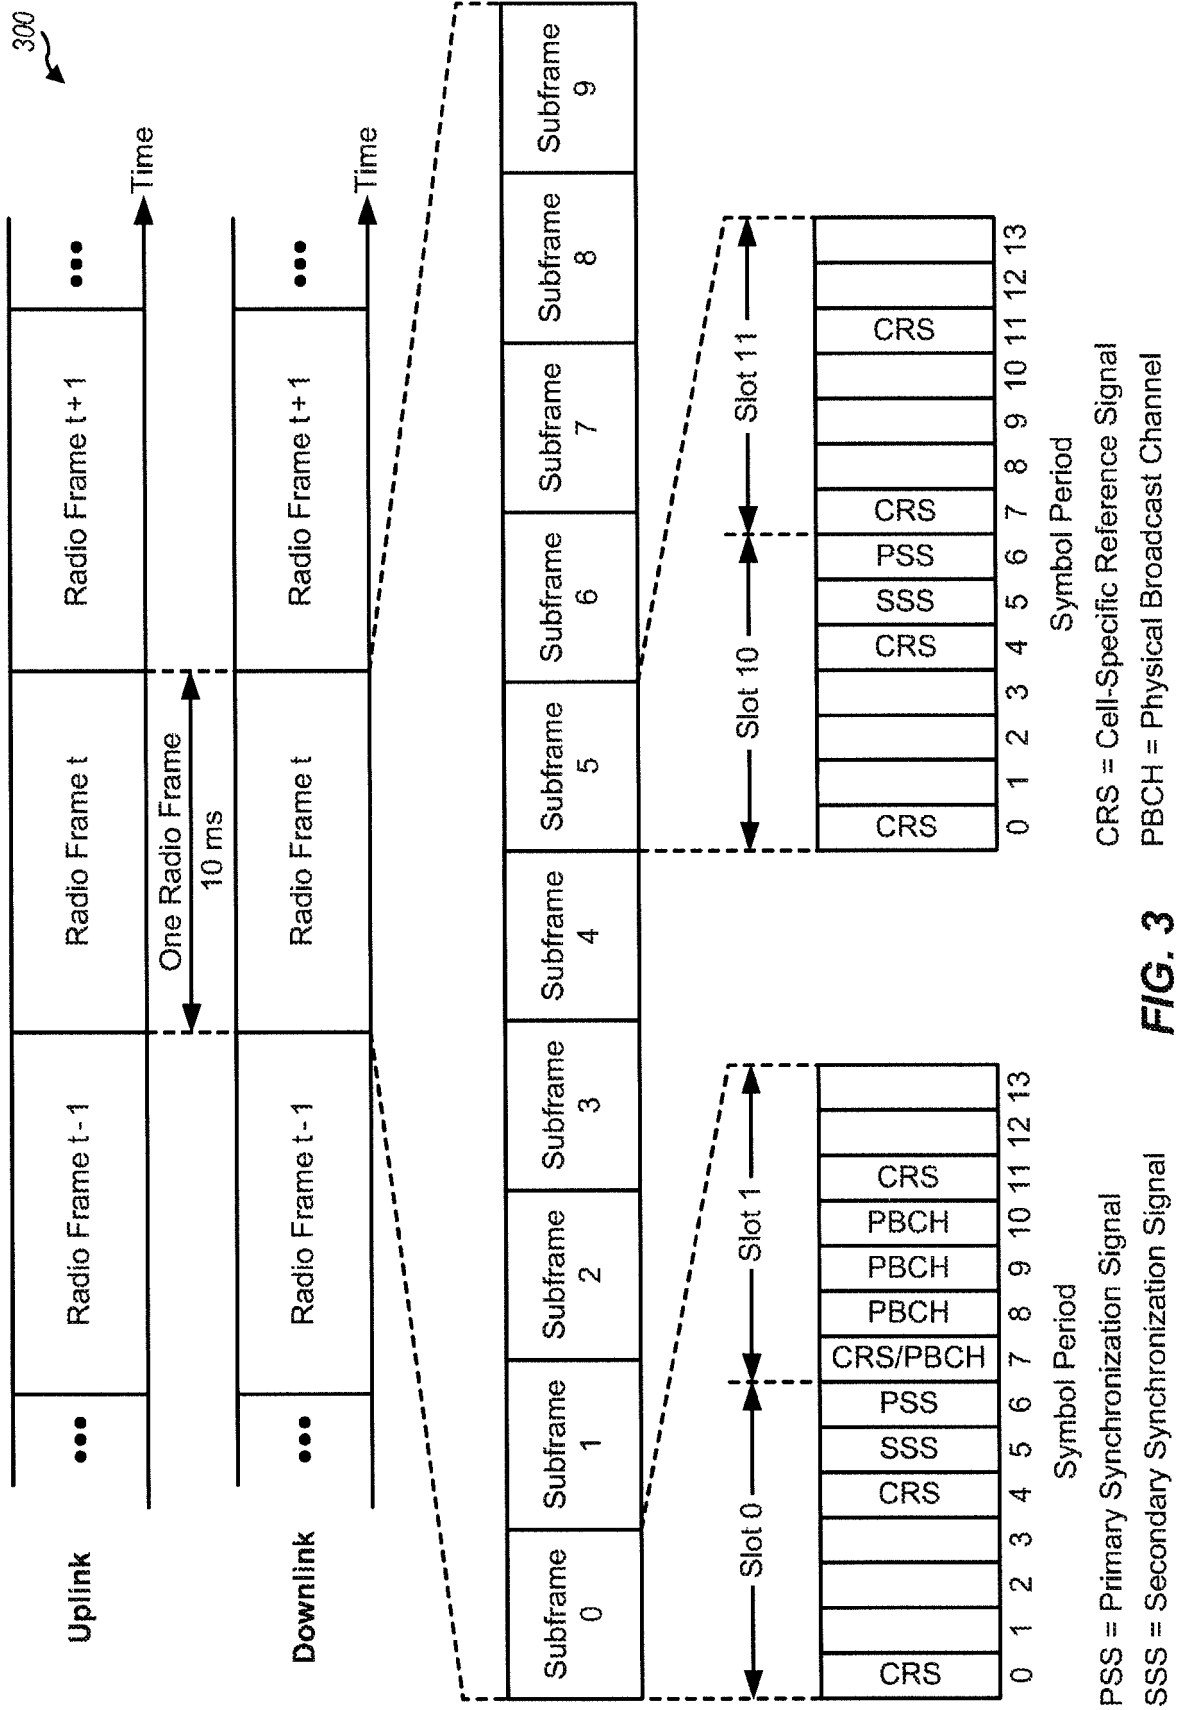 300
Uplink
•••
Radio Frame t - 1
Radio Frame t
Radio Frame t + 1
•••
Time
One Radio Frame
10 ms
Downlink
•••
Radio Frame t - 1
Radio Frame t
Radio Frame t + 1
•••
Time
Subframe
0
Subframe
1
Subframe
2
Subframe
3
Subframe
4
Subframe
5
Subframe
6
Subframe
7
Subframe
8
Subframe
9
Slot 0
Slot 1
CRS
CRS
SSS
PSS
CRS/PBCH
PBCH
PBCH
PBCH
CRS
0 1 2 3 4 5 6 7 8 9 10 11 12 13
Symbol Period
Slot 10
Slot 11
CRS
CRS
SSS
PSS
CRS
CRS
0 1 2 3 4 5 6 7 8 9 10 11 12 13
Symbol Period
PSS = Primary Synchronization Signal
SSS = Secondary Synchronization Signal
CRS = Cell-Specific Reference Signal
PBCH = Physical Broadcast Channel
FIG. 3